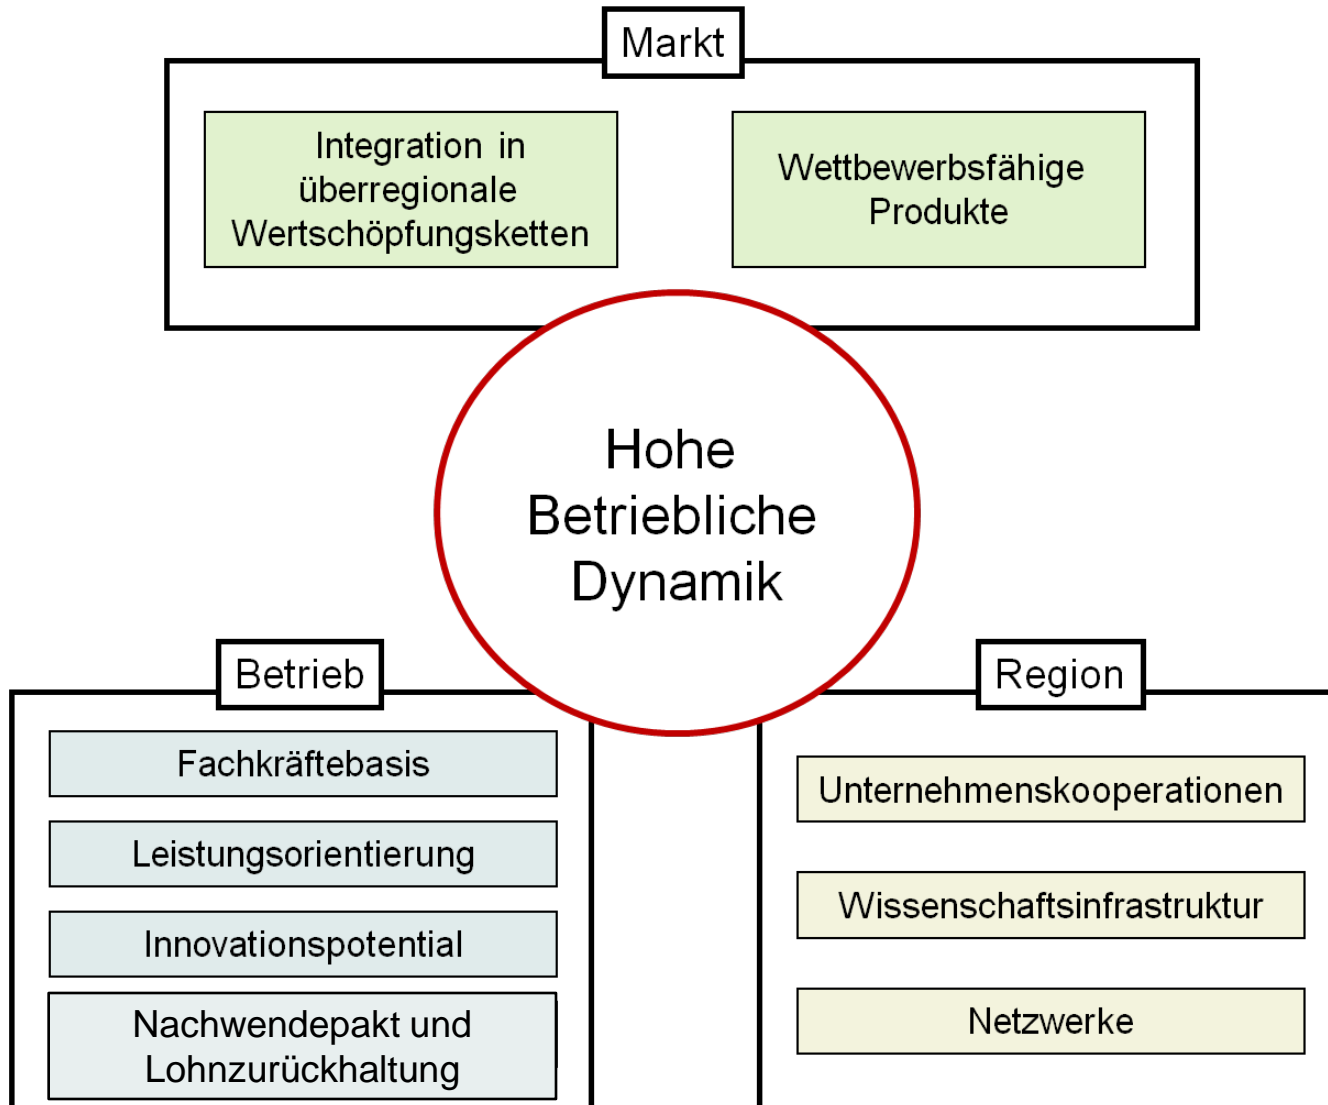 Markt
Integration in
überregionale
Wertschöpfungsketten
Wettbewerbsfähige
Produkte
Hohe
Betriebliche
Dynamik
Betrieb
Fachkräftebasis
Leistungsorientierung
Innovationspotential
Nachwendepakt und
Lohnzurückhaltung
Region
Unternehmenskooperationen
Wissenschaftsinfrastruktur
Netzwerke